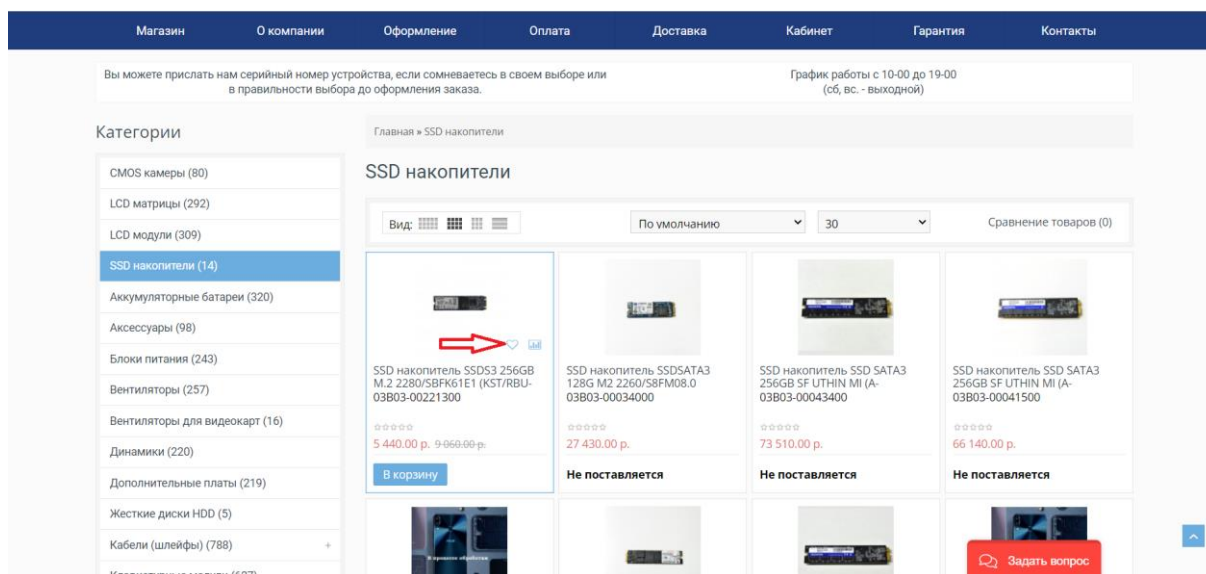 Магазин О компании Оформление Оплата Доставка Кабинет Гарантия Контакты
Вы можете прислать нам серийный номер устройства, если сомневаетесь в своем выборе или
в правильности выбора до оформления заказа.
График работы с 10-00 до 19-00
(сб, вс. - выходной)
Категории
CMOS камеры (80)
LCD матрицы (292)
LCD модули (309)
SSD накопители (14)
Аккумуляторные батареи (320)
Аксессуары (98)
Блоки питания (243)
Вентиляторы (257)
Вентиляторы для видеокарт (16)
Динамики (220)
Дополнительные платы (219)
Жесткие диски HDD (5)
Кабели (шлейфы) (788) +
Главная » SSD накопители
SSD накопители
Вид: По умолчанию 30 Сравнение товаров (0)
SSD накопитель SSDS3 256GB
M.2 2280/SBFK61E1 (KST/RBU-
03B03-00221300
5 440.00 р. 9 060.00 р.
В корзину
SSD накопитель SSDSATA3
128G M2 2260/S8FM08.0
03B03-00034000
27 430.00 р.
Не поставляется
SSD накопитель SSD SATA3
256GB SF UTHIN MI (A-
03B03-00043400
73 510.00 р.
Не поставляется
SSD накопитель SSD SATA3
256GB SF UTHIN MI (A-
03B03-00041500
66 140.00 р.
Не поставляется
В процессе обработки
Задать вопрос